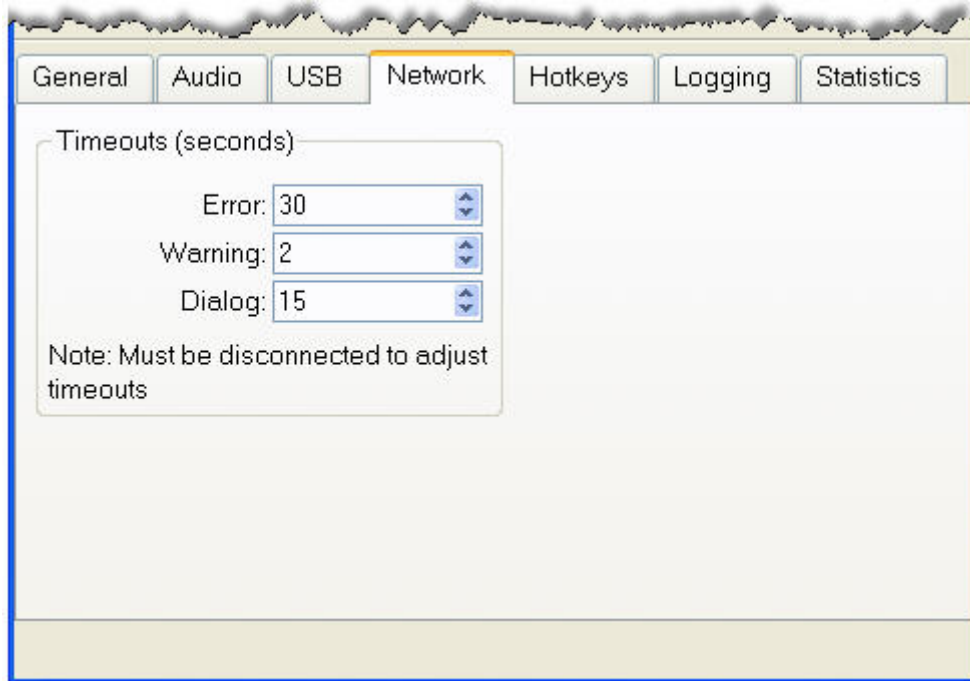 General Audio USB Network Hotkeys Logging Statistics
Timeouts (seconds)
Error: 30
Warning: 2
Dialog: 15
Note: Must be disconnected to adjust
timeouts